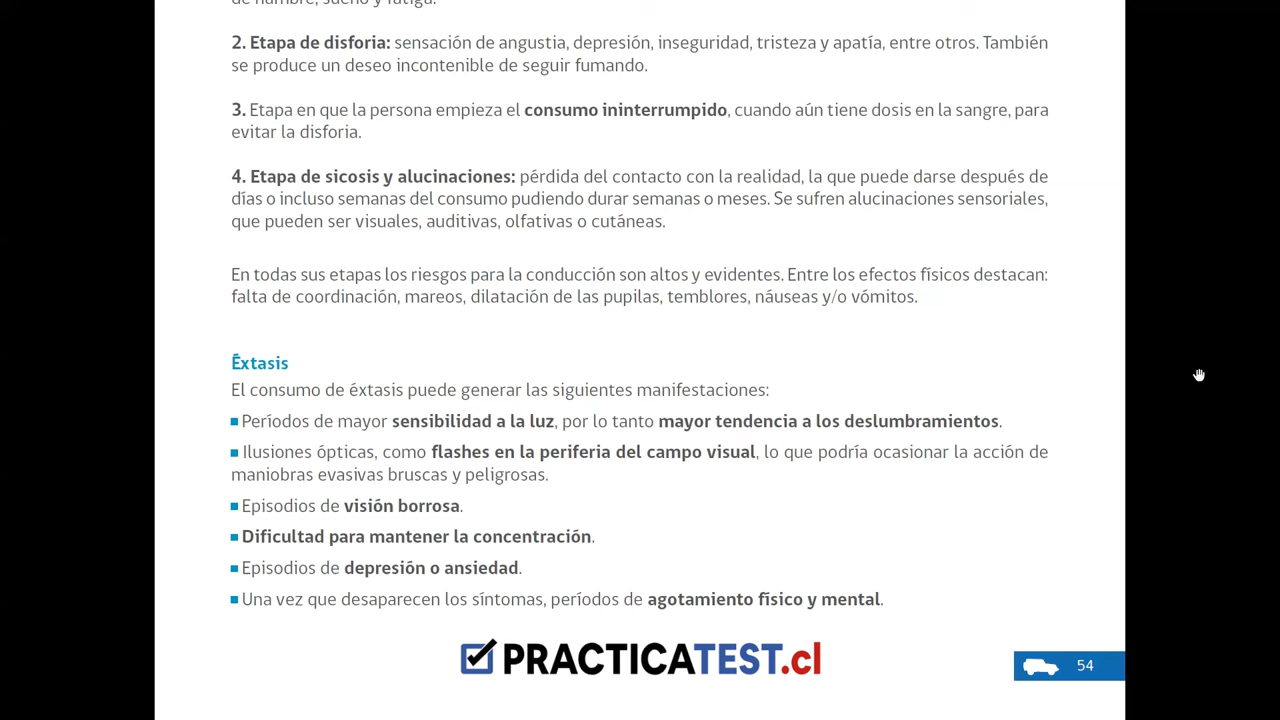 de hambre, sueño y fatiga.
2. Etapa de disforia: sensación de angustia, depresión, inseguridad, tristeza y apatía, entre otros. También
se produce un deseo incontenible de seguir fumando.
3. Etapa en que la persona empieza el consumo ininterrumpido, cuando aún tiene dosis en la sangre, para
evitar la disforia.
4. Etapa de sicosis y alucinaciones: pérdida del contacto con la realidad, la que puede darse después de
días o incluso semanas del consumo pudiendo durar semanas o meses. Se sufren alucinaciones sensoriales,
que pueden ser visuales, auditivas, olfativas o cutáneas.
En todas sus etapas los riesgos para la conducción son altos y evidentes. Entre los efectos físicos destacan:
falta de coordinación, mareos, dilatación de las pupilas, temblores, náuseas y/o vómitos.
Éxtasis
El consumo de éxtasis puede generar las siguientes manifestaciones:
Períodos de mayor sensibilidad a la luz, por lo tanto mayor tendencia a los deslumbramientos.
Ilusiones ópticas, como flashes en la periferia del campo visual, lo que podría ocasionar la acción de
maniobras evasivas bruscas y peligrosas.
Episodios de visión borrosa.
Dificultad para mantener la concentración.
Episodios de depresión o ansiedad.
Una vez que desaparecen los síntomas, períodos de agotamiento físico y mental.
PRACTICATEST.cl
54